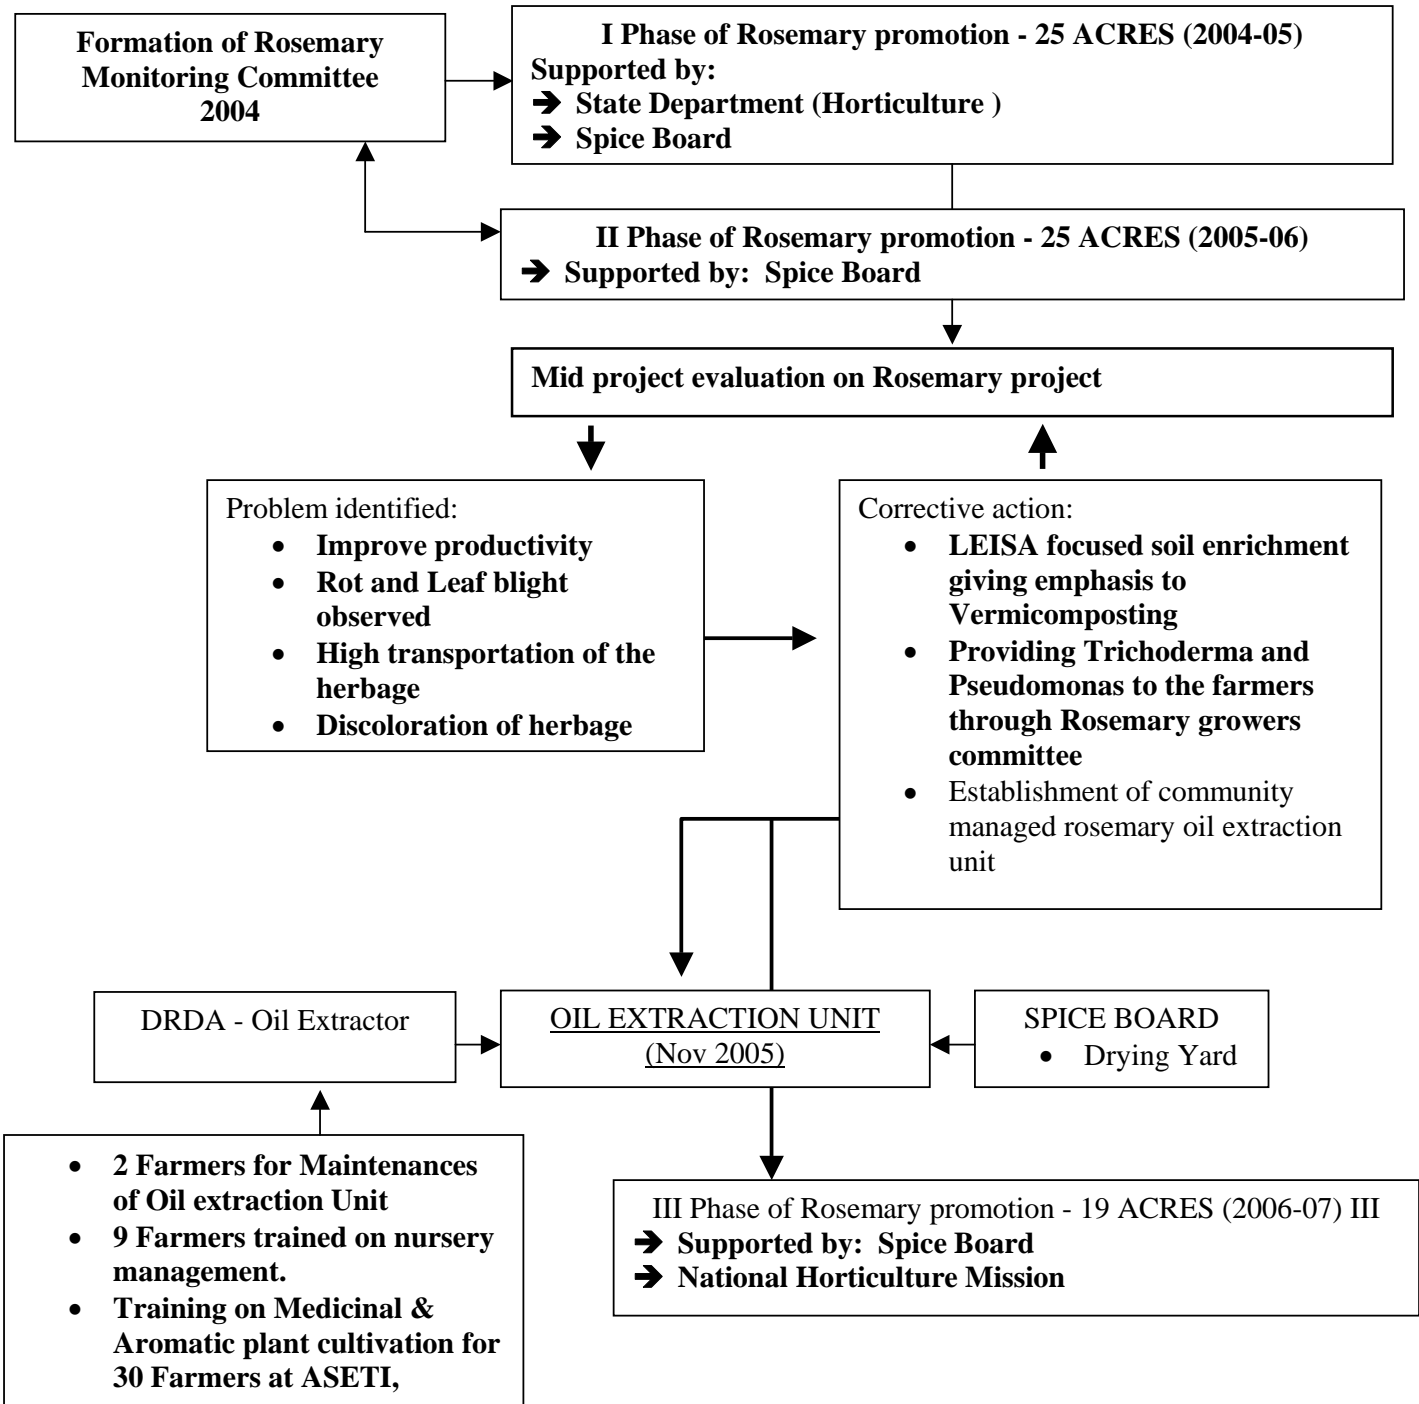 Formation of Rosemary
Monitoring Committee
2004
I Phase of Rosemary promotion - 25 ACRES (2004-05)
Supported by:
➔ State Department (Horticulture )
➔ Spice Board
II Phase of Rosemary promotion - 25 ACRES (2005-06)
➔ Supported by:  Spice Board
Mid project evaluation on Rosemary project
Problem identified:
• Improve productivity
• Rot and Leaf blight
observed
• High transportation of the
herbage
• Discoloration of herbage
Corrective action:
• LEISA focused soil enrichment
giving emphasis to
Vermicomposting
• Providing Trichoderma and
Pseudomonas to the farmers
through Rosemary growers
committee
• Establishment of community
managed rosemary oil extraction
unit
DRDA - Oil Extractor
OIL EXTRACTION UNIT
(Nov 2005)
SPICE BOARD
• Drying Yard
• 2 Farmers for Maintenances
of Oil extraction Unit
• 9 Farmers trained on nursery
management.
• Training on Medicinal &
Aromatic plant cultivation for
30 Farmers at ASETI,
III Phase of Rosemary promotion - 19 ACRES (2006-07) III
➔ Supported by:  Spice Board
➔ National Horticulture Mission